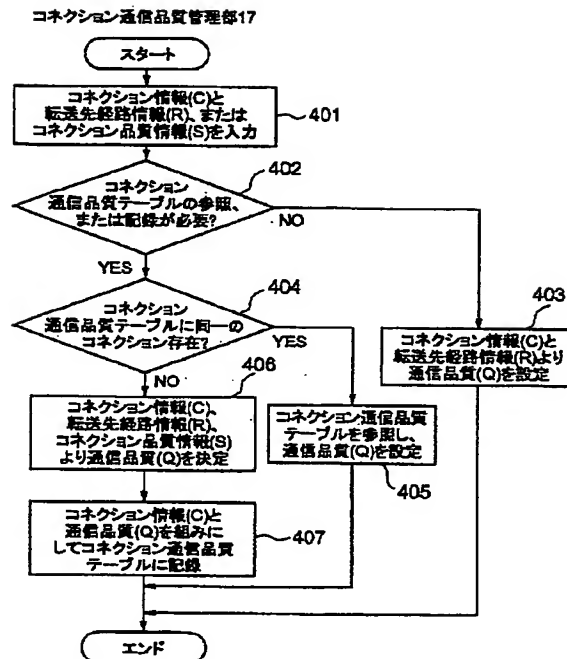 コネクション通信品質管理部17
スタート
コネクション情報(C)と
転送先経路情報(R)、または
コネクション品質情報(S)を入力
401
402
コネクション
通信品質テーブルの参照、
または記録が必要?
NO
YES
404
コネクション
通信品質テーブルに同一の
コネクション存在?
YES
NO
403
コネクション情報(C)と
転送先経路情報(R)より
通信品質(Q)を設定
406
コネクション情報(C)、
転送先経路情報(R)、
コネクション品質情報(S)
より通信品質(Q)を決定
コネクション通信品質
テーブルを参照し、
通信品質(Q)を設定
405
コネクション情報(C)と
通信品質(Q)を組みに
してコネクション通信品質
テーブルに記録
407
エンド